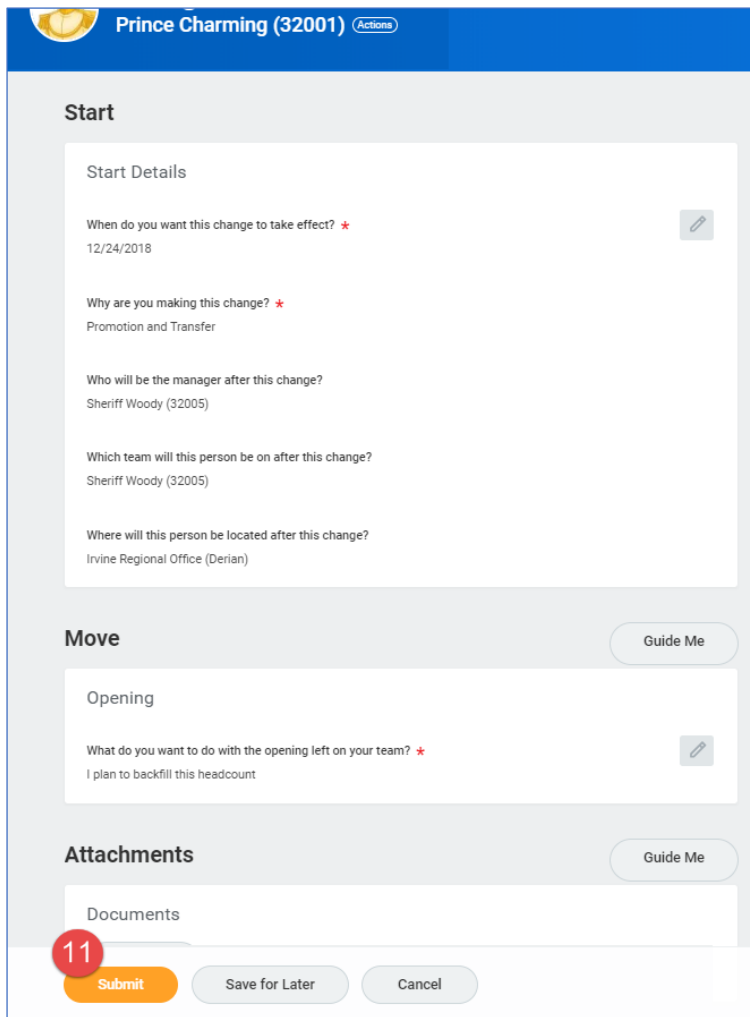 Prince Charming (32001) Actions
Start
Start Details
When do you want this change to take effect? *
12/24/2018
Why are you making this change? *
Promotion and Transfer
Who will be the manager after this change?
Sheriff Woody (32005)
Which team will this person be on after this change?
Sheriff Woody (32005)
Where will this person be located after this change?
Irvine Regional Office (Derian)
Move
Guide Me
Opening
What do you want to do with the opening left on your team? *
I plan to backfill this headcount
Attachments
Guide Me
Documents
11
Submit
Save for Later
Cancel